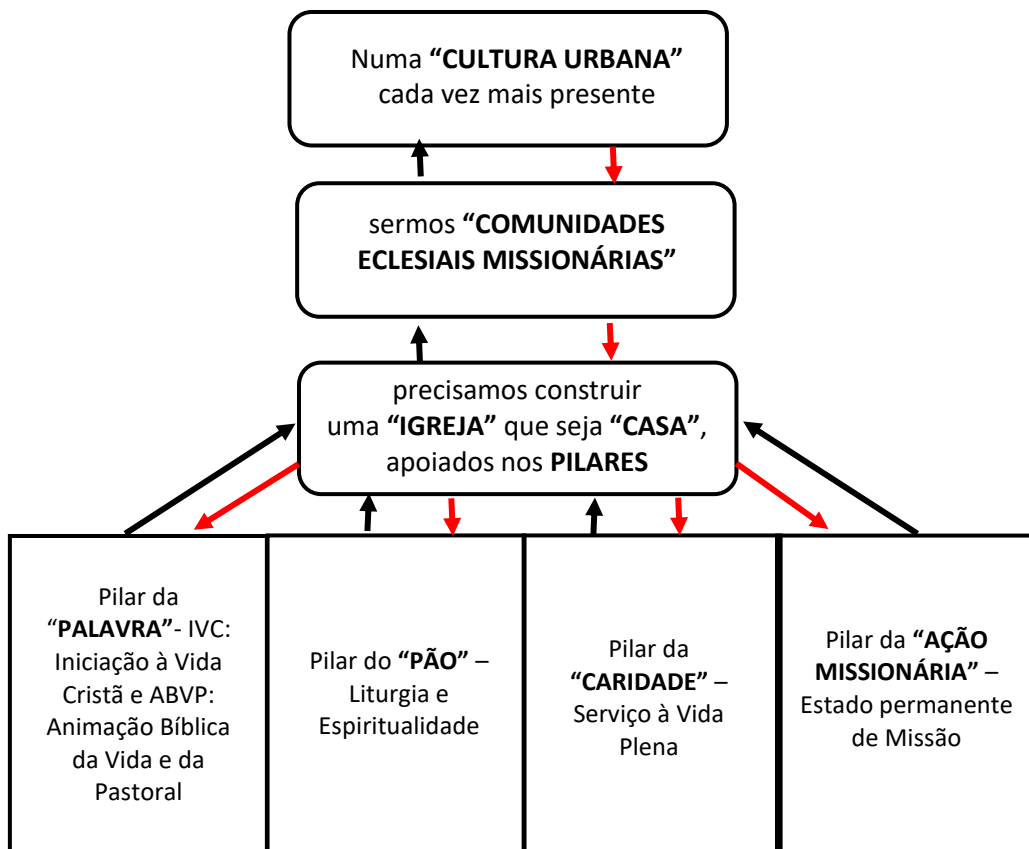 Numa “CULTURA URBANA”
cada vez mais presente
sermos “COMUNIDADES
ECLESIAIS MISSIONÁRIAS”
precisamos construir
uma “IGREJA” que seja “CASA”,
apoiados nos PILARES
Pilar da
“PALAVRA”- IVC:
Iniciação à Vida
Cristã e ABVP:
Animação Bíblica
da Vida e da
Pastoral
Pilar do “PÃO” –
Liturgia e
Espiritualidade
Pilar da
“CARIDADE” –
Serviço à Vida
Plena
Pilar da “AÇÃO
MISSIONÁRIA” –
Estado permanente
de Missão